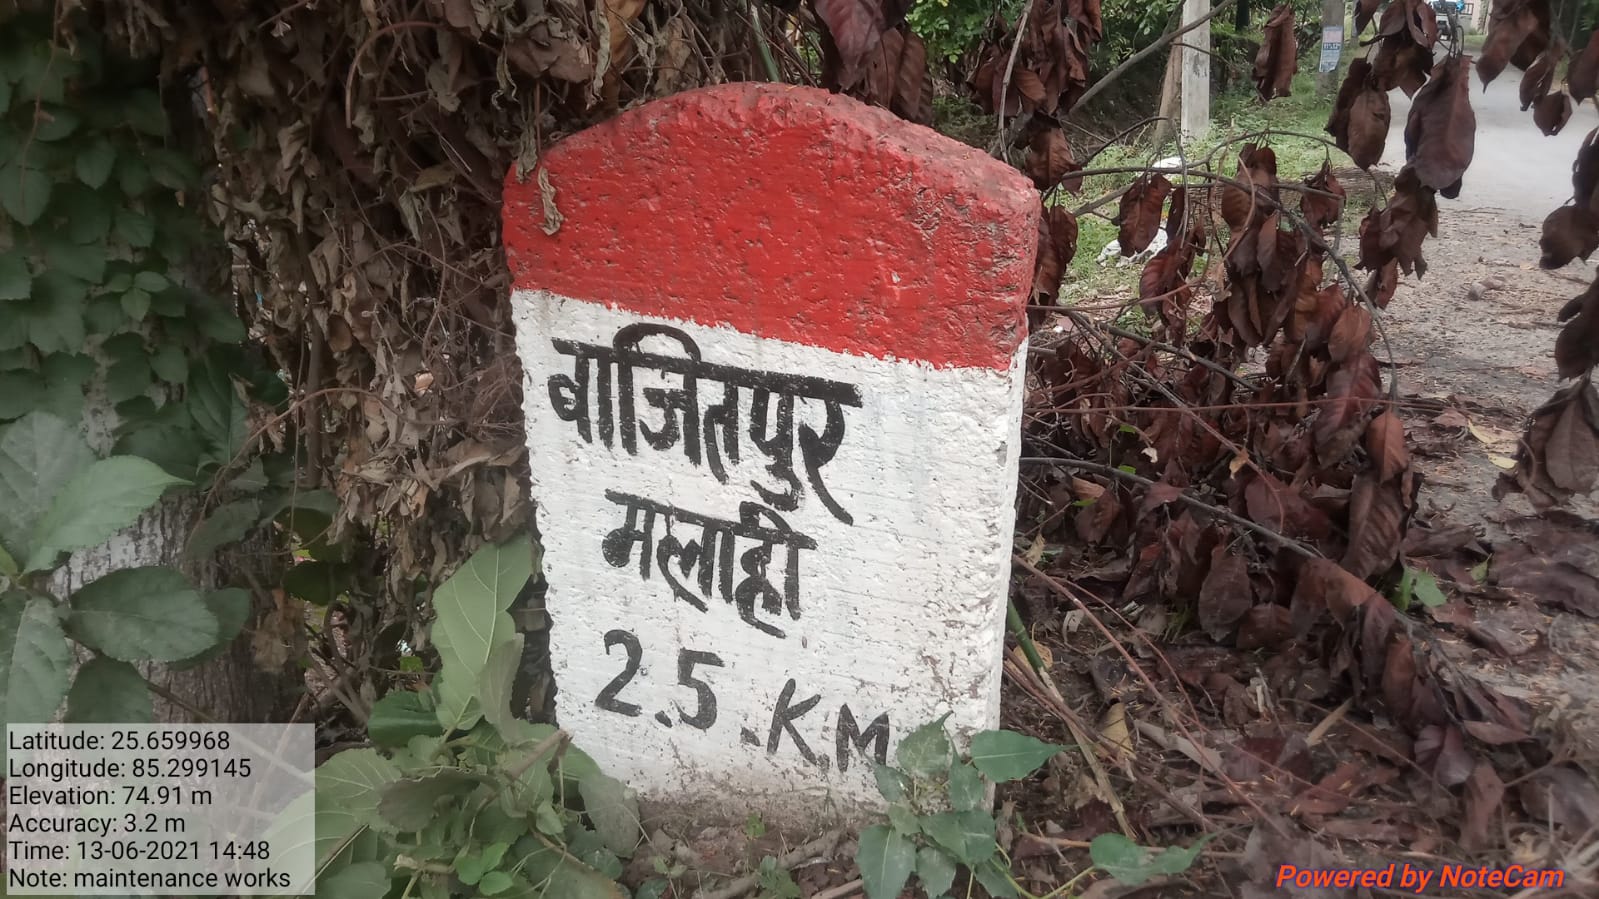 बाजितपुर
मलाही
2.5.KM
Latitude: 25.659968
Longitude: 85.299145
Elevation: 74.91 m
Accuracy: 3.2 m
Time: 13-06-2021 14:48
Note: maintenance works
Powered by NoteCam